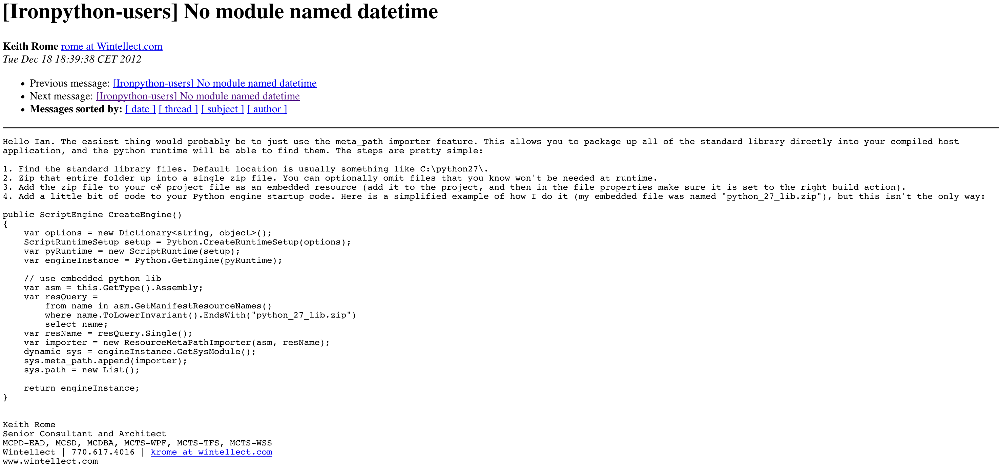 [Ironpython-users] No module named datetime
Keith Rome rome at Wintellect.com
Tue Dec 18 18:39:38 CET 2012
• Previous message: [Ironpython-users] No module named datetime
• Next message: [Ironpython-users] No module named datetime
• Messages sorted by: [ date ] [ thread ] [ subject ] [ author ]
Hello Ian. The easiest thing would probably be to just use the meta_path importer feature. This allows you to package up all of the standard library directly into your compiled host
application, and the python runtime will be able to find them. The steps are pretty simple:
1. Find the standard library files. Default location is usually something like C:\python27\.
2. Zip that entire folder up into a single zip file. You can optionally omit files that you know won't be needed at runtime.
3. Add the zip file to your c# project file as an embedded resource (add it to the project, and then in the file properties make sure it is set to the right build action).
4. Add a little bit of code to your Python engine startup code. Here is a simplified example of how I do it (my embedded file was named "python_27_lib.zip"), but this isn't the only way:
public ScriptEngine CreateEngine()
{
    var options = new Dictionary<string, object>();
    ScriptRuntimeSetup setup = Python.CreateRuntimeSetup(options);
    var pyRuntime = new ScriptRuntime(setup);
    var engineInstance = Python.GetEngine(pyRuntime);
    // use embedded python lib
    var asm = this.GetType().Assembly;
    var resQuery =
        from name in asm.GetManifestResourceNames()
        where name.ToLowerInvariant().EndsWith("python_27_lib.zip")
        select name;
    var resName = resQuery.Single();
    var importer = new ResourceMetaPathImporter(asm, resName);
    dynamic sys = engineInstance.GetSysModule();
    sys.meta_path.append(importer);
    sys.path = new List();
    return engineInstance;
}
Keith Rome
Senior Consultant and Architect
MCPD-EAD, MCSD, MCDBA, MCTS-WPF, MCTS-TFS, MCTS-WSS
Wintellect | 770.617.4016 | krome at wintellect.com
www.wintellect.com